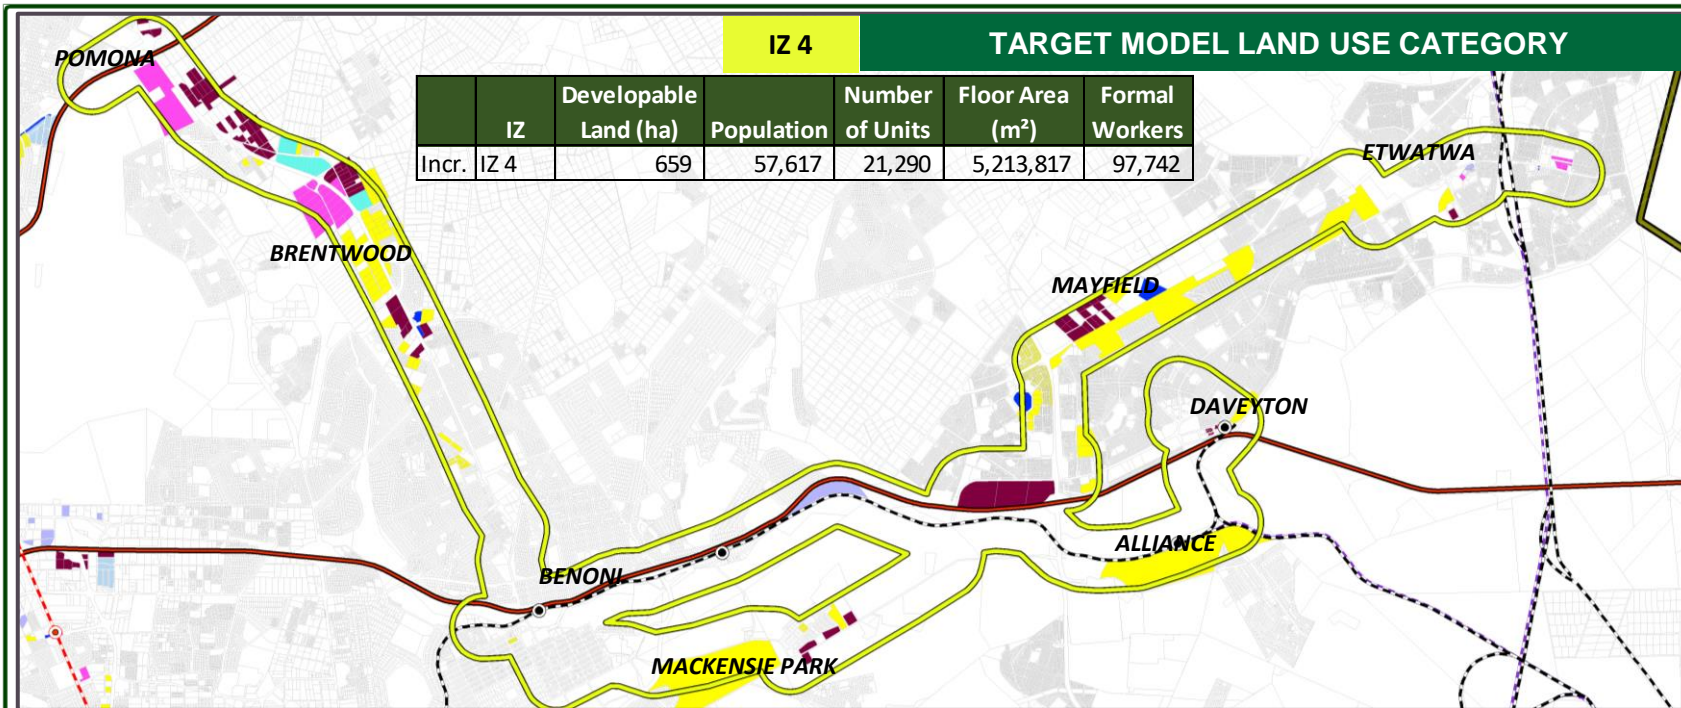 IZ 4
TARGET MODEL LAND USE CATEGORY
POMONA
Developable Number Floor Area Formal
IZ Land (ha) Population of Units (m²) Workers
Incr. IZ 4 659 57,617 21,290 5,213,817 97,742
ETWATWA
BRENTWOOD
MAYFIELD
DAVEYTON
ALLIANCE
BENONI
MACKENSIE PARK